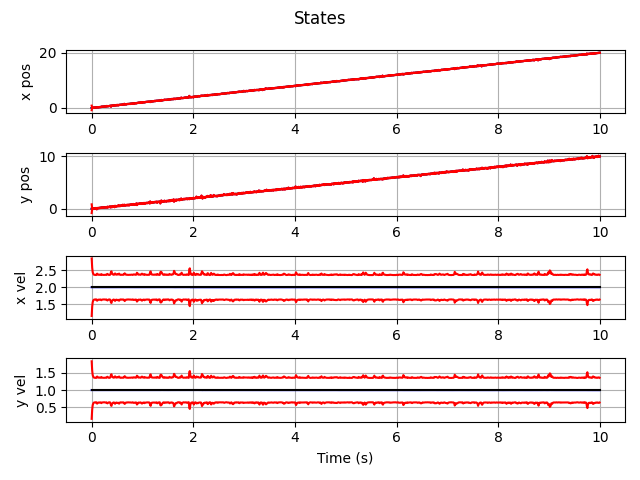 States
x pos
20
0
0 2 4 6 8 10
y pos
10
0
0 2 4 6 8 10
x vel
2.5
2.0
1.5
0 2 4 6 8 10
y vel
1.5
1.0
0.5
0 2 4 6 8 10
Time (s)